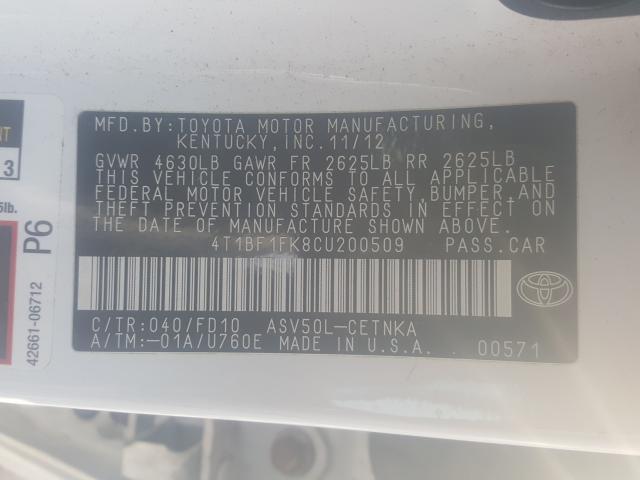 MFD.BY:TOYOTA MOTOR MANUFACTURING,
KENTUCKY,INC.11/12
GVWR 4630LB GAWR FR 2625LB RR 2625LB
THIS VEHICLE CONFORMS TO ALL APPLICABLE
FEDERAL MOTOR VEHICLE SAFETY, BUMPER, AND
THEFT PREVENTION STANDARDS IN EFFECT ON
THE DATE OF MANUFACTURE SHOWN ABOVE.
4T1BF1FK8CU200509 PASS.CAR
C/TR:040/FD10 ASV50L-CETNKA
A/TM:-01A/U760E MADE IN U.S.A. 00571
NT
3
5lb.
P6
42661-06712